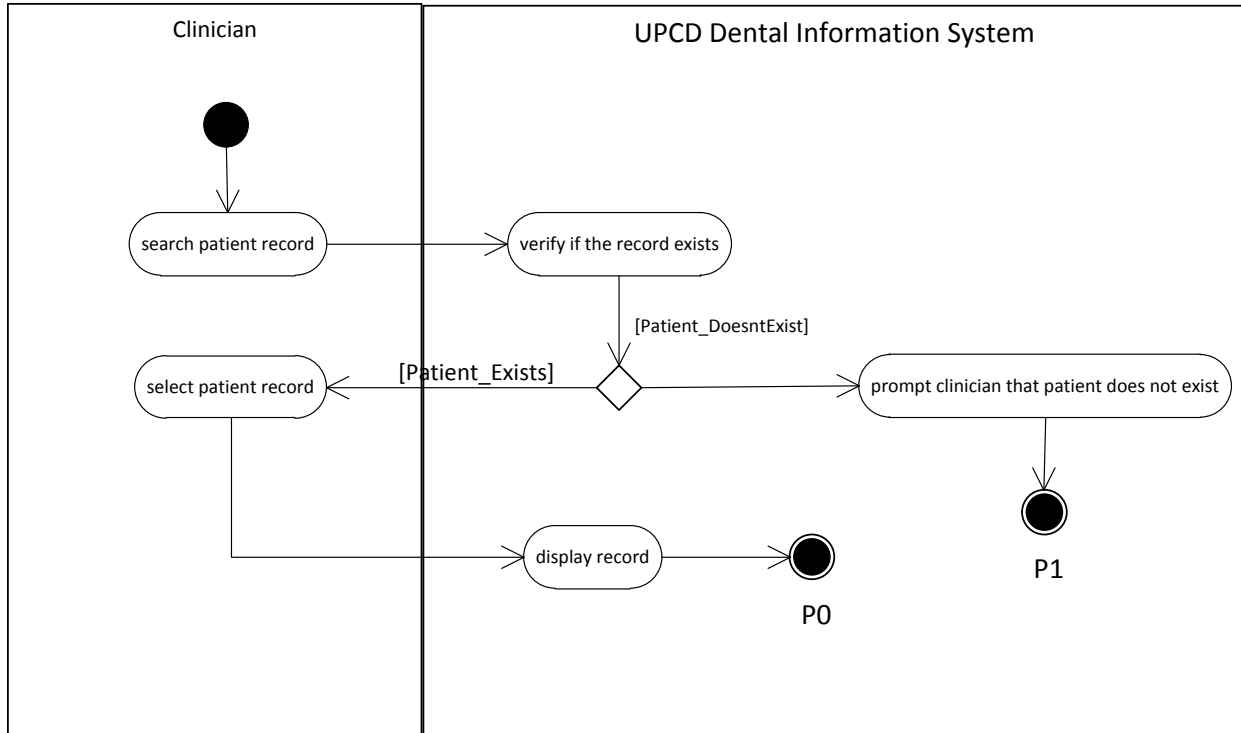 Clinician
UPCD Dental Information System
search patient record
verify if the record exists
[Patient_DoesntExist]
[Patient_Exists]
select patient record
prompt clinician that patient does not exist
display record
P0
P1